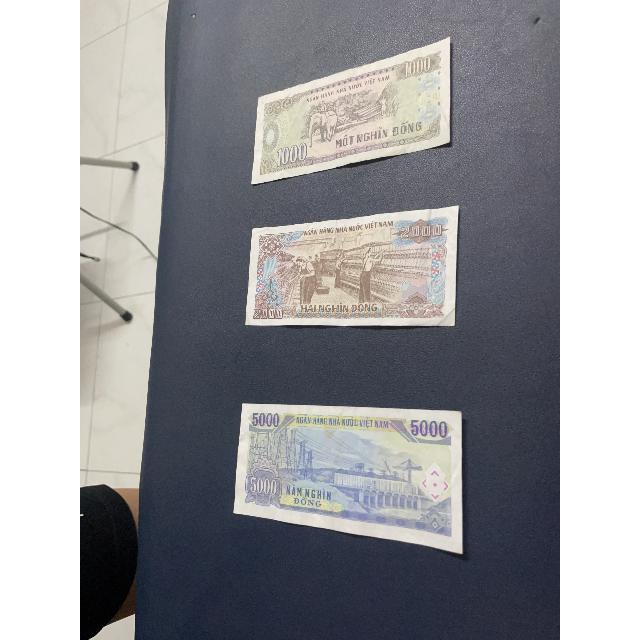 1000
NGÂN HÀNG NHÀ NƯỚC VIỆT NAM
1000
MỘT NGHÌN ĐỒNG
NGÂN HÀNG NHÀ NƯỚC VIỆT NAM
2000
2000
HAI NGHÌN ĐỒNG
5000
NGÂN HÀNG NHÀ NƯỚC VIỆT NAM
5000
5000
NĂM NGHÌN
ĐỒNG